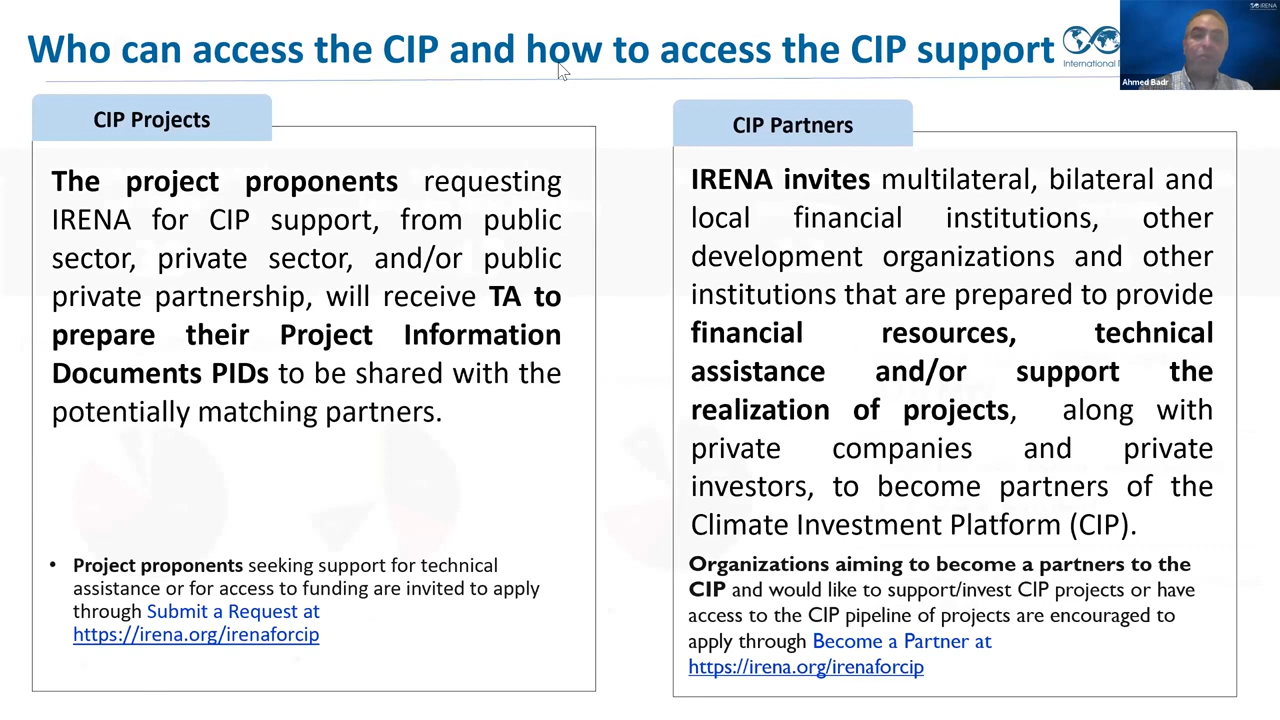 Who can access the CIP and how to access the CIP support
International
IRENA
Ahmed Badr
CIP Projects
The project proponents requesting
IRENA for CIP support, from public
sector, private sector, and/or public
private partnership, will receive TA to
prepare their Project Information
Documents PIDs to be shared with the
potentially matching partners.
• Project proponents seeking support for technical
assistance or for access to funding are invited to apply
through Submit a Request at
https://irena.org/irenaforcip
CIP Partners
IRENA invites multilateral, bilateral and
local financial institutions, other
development organizations and other
institutions that are prepared to provide
financial resources, technical
assistance and/or support the
realization of projects, along with
private companies and private
investors, to become partners of the
Climate Investment Platform (CIP).
Organizations aiming to become a partners to the
CIP and would like to support/invest CIP projects or have
access to the CIP pipeline of projects are encouraged to
apply through Become a Partner at
https://irena.org/irenaforcip